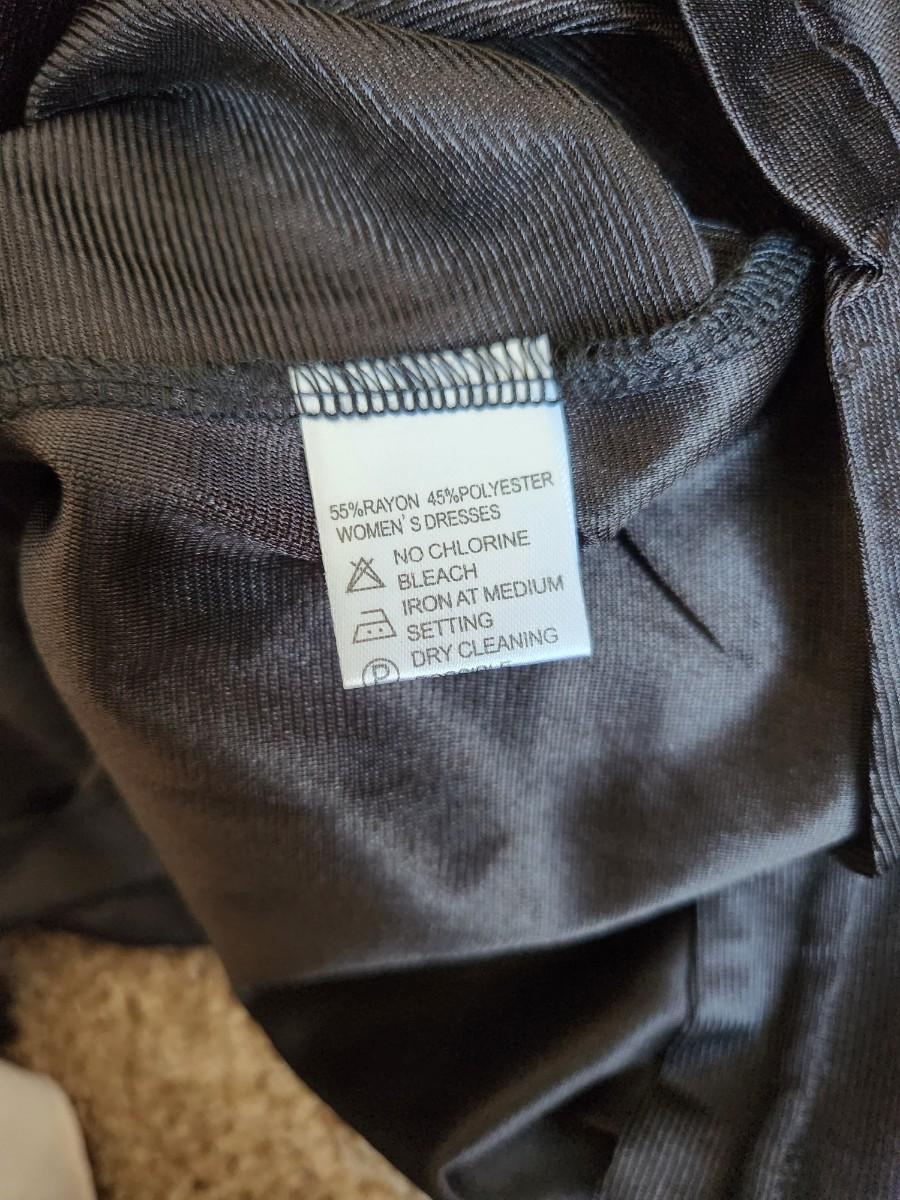 55%RAYON 45%POLYESTER
WOMEN'S DRESSES
NO CHLORINE
BLEACH
IRON AT MEDIUM
SETTING
P DRY CLEANING